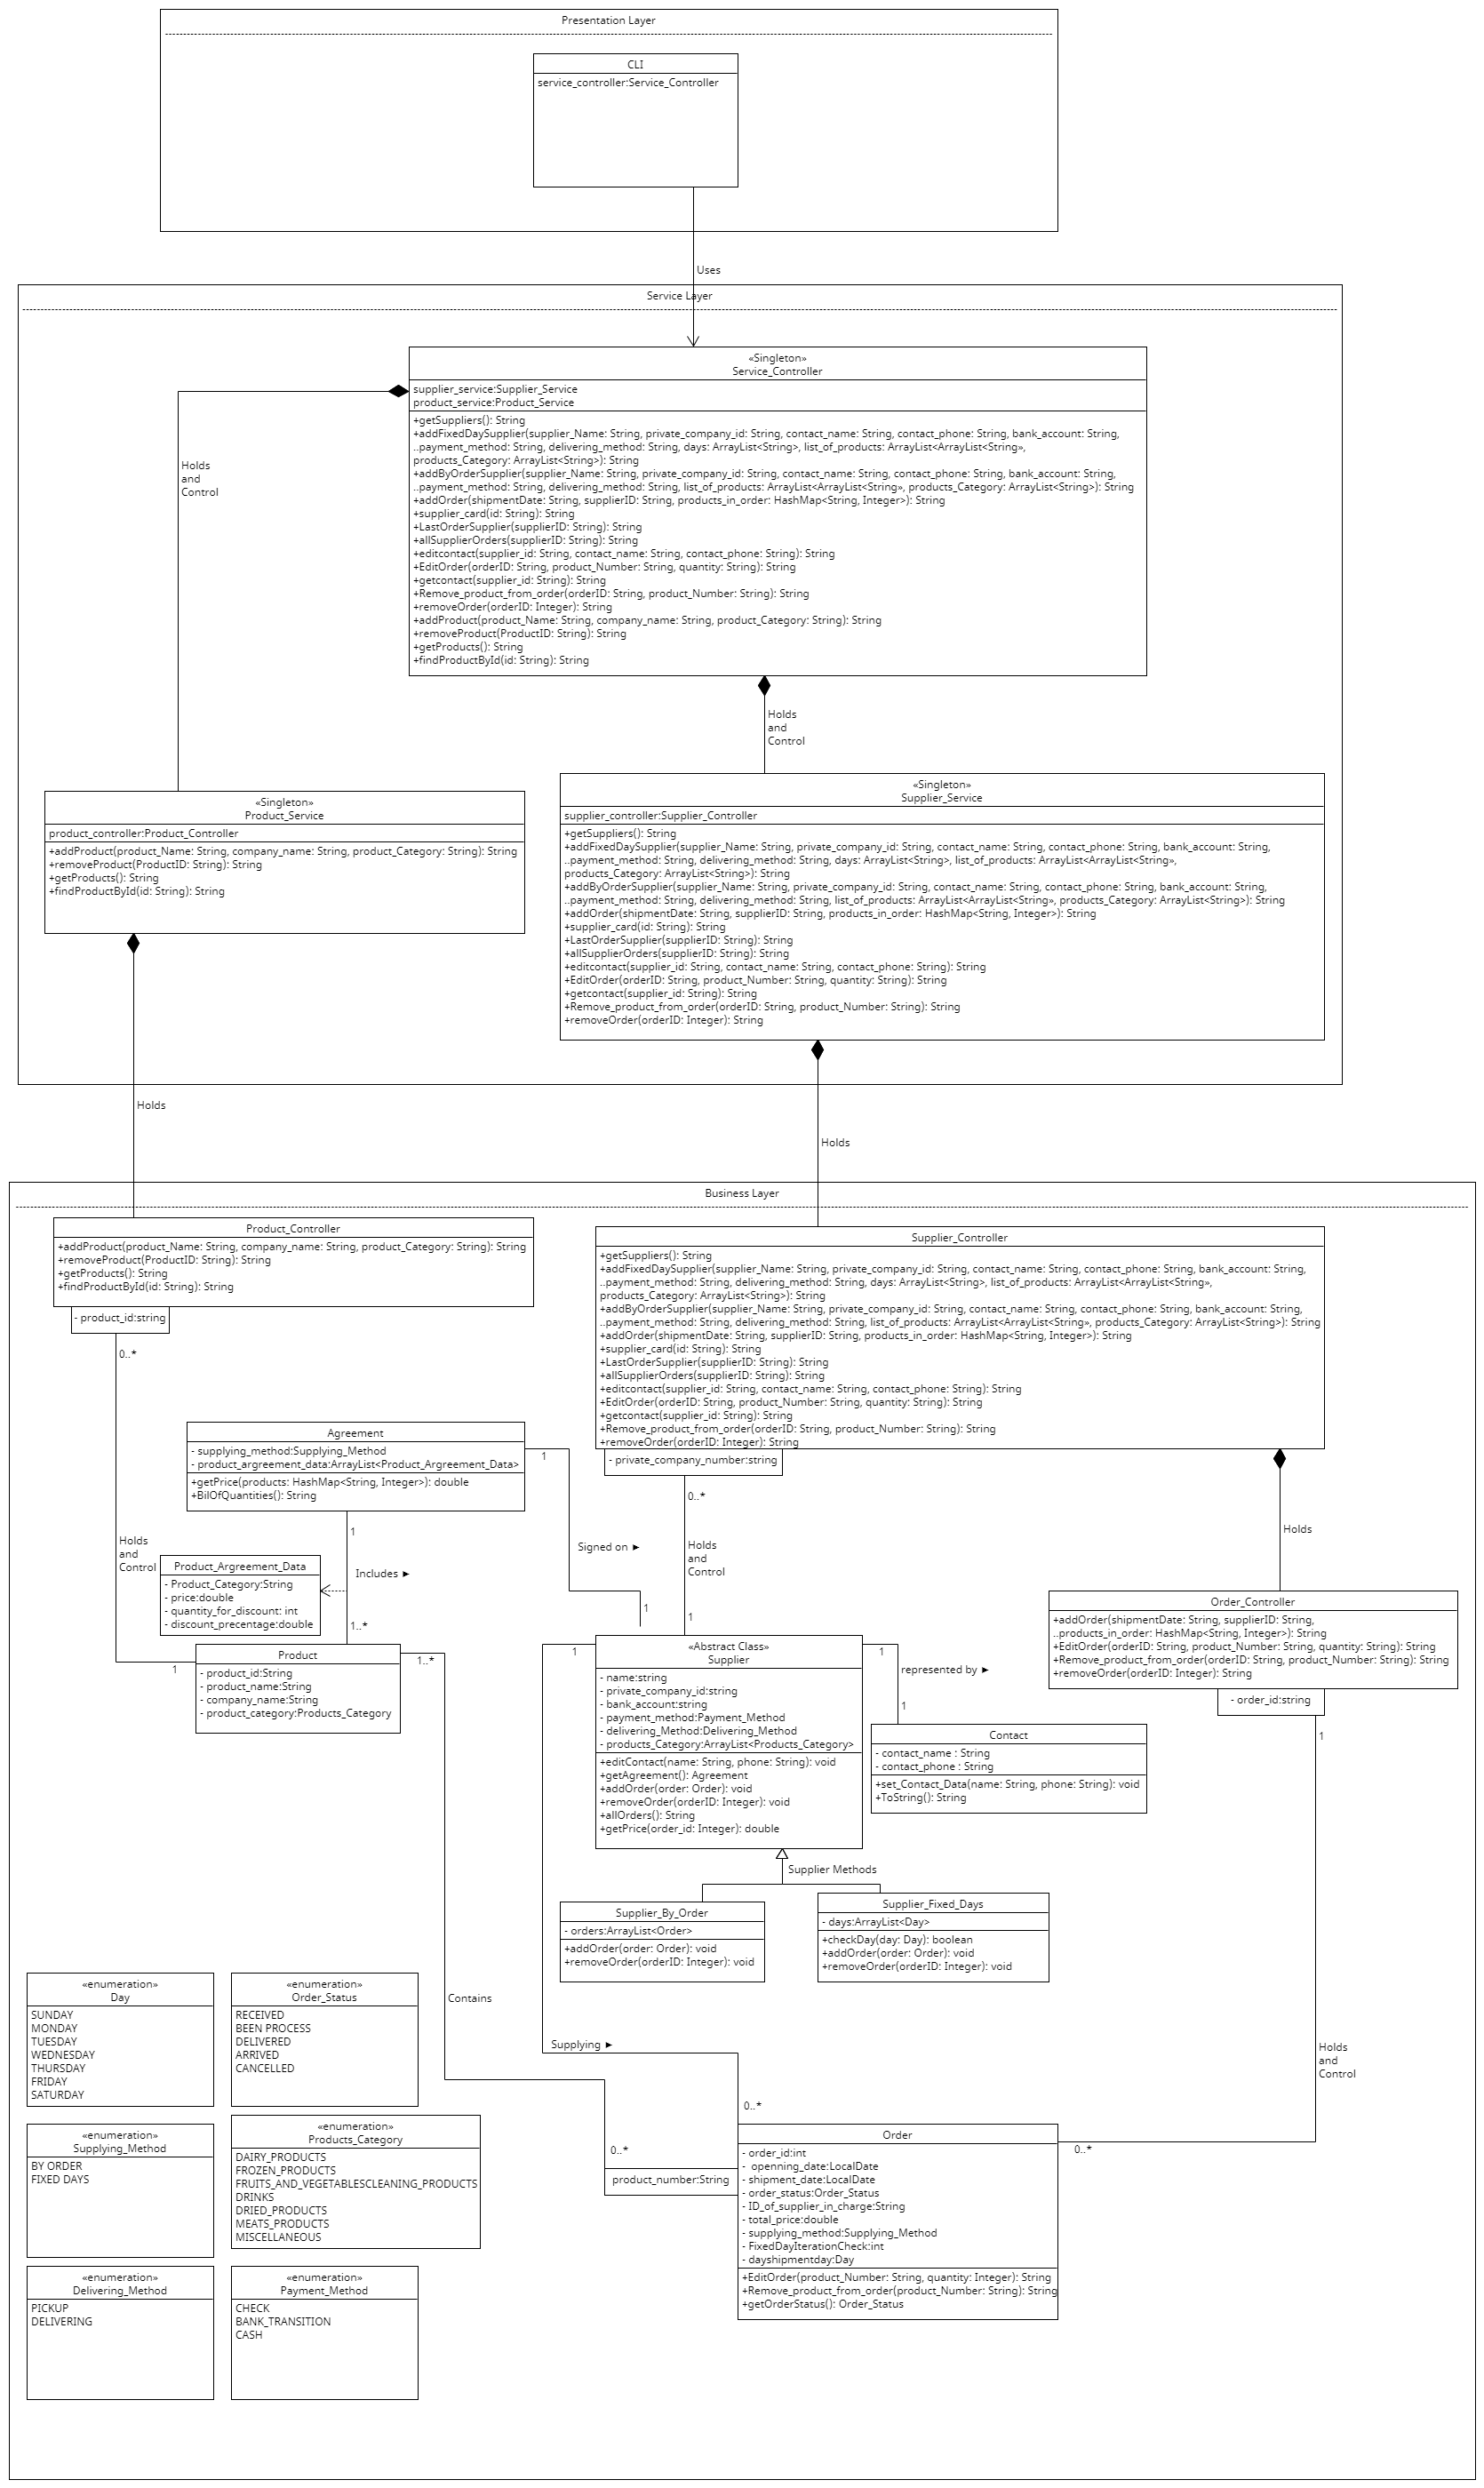 Presentation Layer
CLI
service_controller:Service_Controller
Uses
Service Layer
«Singleton»
Service_Controller
supplier_service:Supplier_Service
product_service:Product_Service
+getSuppliers(): String
+addFixedDaySupplier(supplier_Name: String, private_company_id: String, contact_name: String, contact_phone: String, bank_account: String,
..payment_method: String, delivering_method: String, days: ArrayList<String>, list_of_products: ArrayList<ArrayList<String»,
products_Category: ArrayList<String>): String
+addByOrderSupplier(supplier_Name: String, private_company_id: String, contact_name: String, contact_phone: String, bank_account: String,
..payment_method: String, delivering_method: String, list_of_products: ArrayList<ArrayList<String», products_Category: ArrayList<String>): String
+addOrder(shipmentDate: String, supplierID: String, products_in_order: HashMap<String, Integer>): String
+supplier_card(id: String): String
+LastOrderSupplier(supplierID: String): String
+allSupplierOrders(supplierID: String): String
+editcontact(supplier_id: String, contact_name: String, contact_phone: String): String
+EditOrder(orderID: String, product_Number: String, quantity: String): String
+getcontact(supplier_id: String): String
+Remove_product_from_order(orderID: String, product_Number: String): String
+removeOrder(orderID: Integer): String
+addProduct(product_Name: String, company_name: String, product_Category: String): String
+removeProduct(ProductID: String): String
+getProducts(): String
+findProductById(id: String): String
Holds
and
Control
Holds
and
Control
«Singleton»
Product_Service
product_controller:Product_Controller
+addProduct(product_Name: String, company_name: String, product_Category: String): String
+removeProduct(ProductID: String): String
+getProducts(): String
+findProductById(id: String): String
«Singleton»
Supplier_Service
supplier_controller:Supplier_Controller
+getSuppliers(): String
+addFixedDaySupplier(supplier_Name: String, private_company_id: String, contact_name: String, contact_phone: String, bank_account: String,
..payment_method: String, delivering_method: String, days: ArrayList<String>, list_of_products: ArrayList<ArrayList<String»,
products_Category: ArrayList<String>): String
+addByOrderSupplier(supplier_Name: String, private_company_id: String, contact_name: String, contact_phone: String, bank_account: String,
..payment_method: String, delivering_method: String, list_of_products: ArrayList<ArrayList<String», products_Category: ArrayList<String>): String
+addOrder(shipmentDate: String, supplierID: String, products_in_order: HashMap<String, Integer>): String
+supplier_card(id: String): String
+LastOrderSupplier(supplierID: String): String
+allSupplierOrders(supplierID: String): String
+editcontact(supplier_id: String, contact_name: String, contact_phone: String): String
+EditOrder(orderID: String, product_Number: String, quantity: String): String
+getcontact(supplier_id: String): String
+Remove_product_from_order(orderID: String, product_Number: String): String
+removeOrder(orderID: Integer): String
Holds
Holds
Business Layer
Product_Controller
+addProduct(product_Name: String, company_name: String, product_Category: String): String
+removeProduct(ProductID: String): String
+getProducts(): String
+findProductById(id: String): String
- product_id:string
0..*
Supplier_Controller
+getSuppliers(): String
+addFixedDaySupplier(supplier_Name: String, private_company_id: String, contact_name: String, contact_phone: String, bank_account: String,
..payment_method: String, delivering_method: String, days: ArrayList<String>, list_of_products: ArrayList<ArrayList<String»,
products_Category: ArrayList<String>): String
+addByOrderSupplier(supplier_Name: String, private_company_id: String, contact_name: String, contact_phone: String, bank_account: String,
..payment_method: String, delivering_method: String, list_of_products: ArrayList<ArrayList<String», products_Category: ArrayList<String>): String
+addOrder(shipmentDate: String, supplierID: String, products_in_order: HashMap<String, Integer>): String
+supplier_card(id: String): String
+LastOrderSupplier(supplierID: String): String
+allSupplierOrders(supplierID: String): String
+editcontact(supplier_id: String, contact_name: String, contact_phone: String): String
+EditOrder(orderID: String, product_Number: String, quantity: String): String
+getcontact(supplier_id: String): String
+Remove_product_from_order(orderID: String, product_Number: String): String
+removeOrder(orderID: Integer): String
- private_company_number:string
0..*
Agreement
- supplying_method:Supplying_Method
- product_argreement_data:ArrayList<Product_Argreement_Data>
+getPrice(products: HashMap<String, Integer>): double
+BilOfQuantities(): String
1
1
Holds
and
Control
Signed on ►
Holds
and
Control
Holds
Product_Argreement_Data
- Product_Category:String
- price:double
- quantity_for_discount: int
- discount_precentage:double
Includes ►
1..*
1
1
Order_Controller
+addOrder(shipmentDate: String, supplierID: String,
..products_in_order: HashMap<String, Integer>): String
+EditOrder(orderID: String, product_Number: String, quantity: String): String
+Remove_product_from_order(orderID: String, product_Number: String): String
+removeOrder(orderID: Integer): String
- order_id:string
1
Product
- product_id:String
- product_name:String
- company_name:String
- product_category:Products_Category
1
1..*
1
«Abstract Class»
Supplier
- name:string
- private_company_id:string
- bank_account:string
- payment_method:Payment_Method
- delivering_Method:Delivering_Method
- products_Category:ArrayList<Products_Category>
+editContact(name: String, phone: String): void
+getAgreement(): Agreement
+addOrder(order: Order): void
+removeOrder(orderID: Integer): void
+allOrders(): String
+getPrice(order_id: Integer): double
1
represented by ►
1
Contact
- contact_name : String
- contact_phone : String
+set_Contact_Data(name: String, phone: String): void
+ToString(): String
Supplier Methods
Supplier_By_Order
- orders:ArrayList<Order>
+addOrder(order: Order): void
+removeOrder(orderID: Integer): void
Supplier_Fixed_Days
- days:ArrayList<Day>
+checkDay(day: Day): boolean
+addOrder(order: Order): void
+removeOrder(orderID: Integer): void
«enumeration»
Day
SUNDAY
MONDAY
TUESDAY
WEDNESDAY
THURSDAY
FRIDAY
SATURDAY
«enumeration»
Order_Status
RECEIVED
BEEN PROCESS
DELIVERED
ARRIVED
CANCELLED
Contains
Supplying ►
Holds
and
Control
«enumeration»
Supplying_Method
BY ORDER
FIXED DAYS
«enumeration»
Products_Category
DAIRY_PRODUCTS
FROZEN_PRODUCTS
FRUITS_AND_VEGETABLESCLEANING_PRODUCTS
DRINKS
DRIED_PRODUCTS
MEATS_PRODUCTS
MISCELLANEOUS
0..*
0..*
0..*
product_number:String
Order
- order_id:int
-  openning_date:LocalDate
- shipment_date:LocalDate
- order_status:Order_Status
- ID_of_supplier_in_charge:String
- total_price:double
- supplying_method:Supplying_Method
- FixedDayIterationCheck:int
- dayshipmentday:Day
+EditOrder(product_Number: String, quantity: Integer): String
+Remove_product_from_order(product_Number: String): String
+getOrderStatus(): Order_Status
«enumeration»
Delivering_Method
PICKUP
DELIVERING
«enumeration»
Payment_Method
CHECK
BANK_TRANSITION
CASH